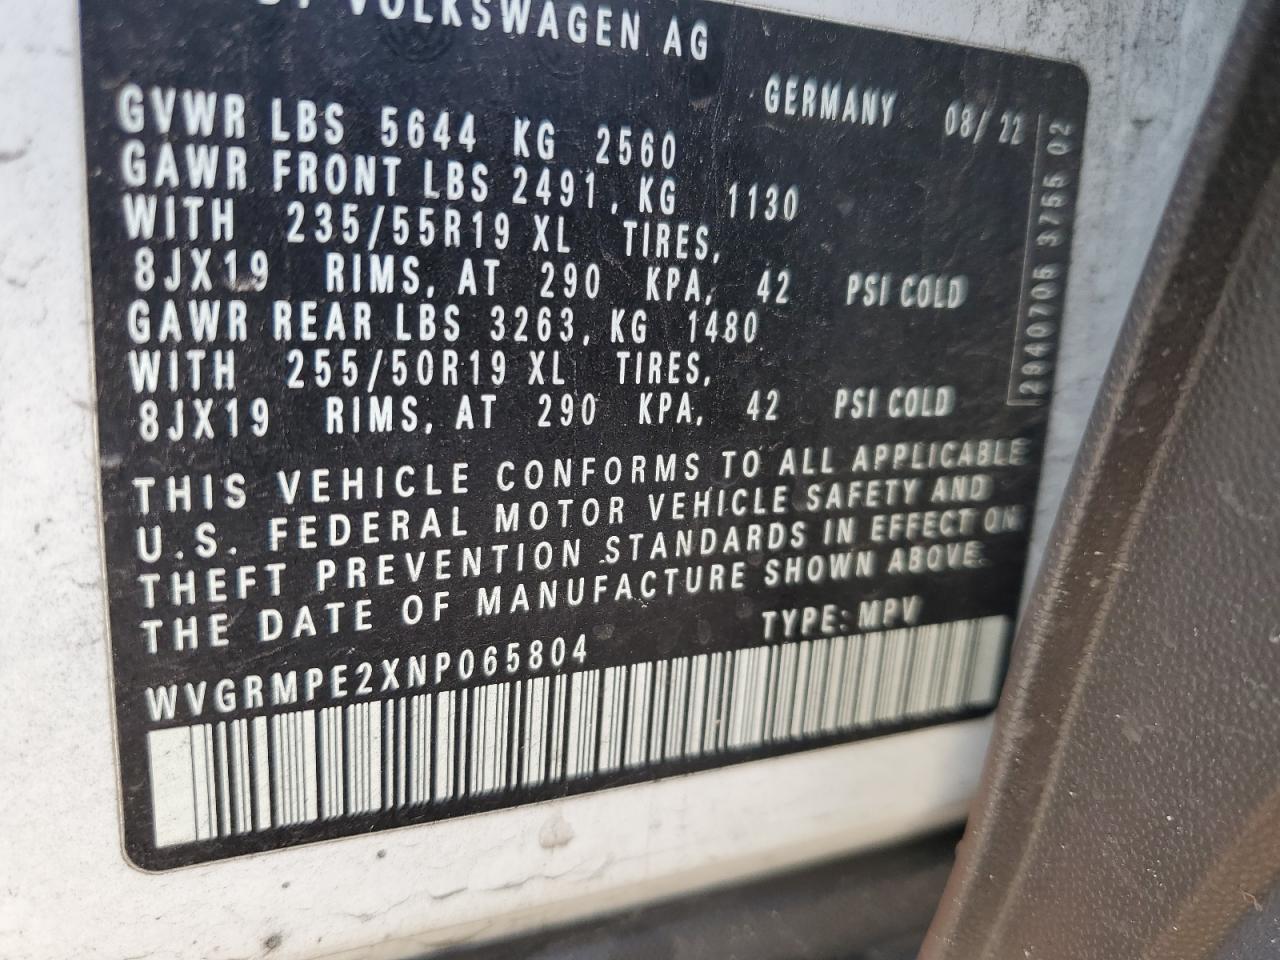 VOLKSWAGEN AG
GERMANY 08/22
GVWR LBS 5644 KG 2560
GAWR FRONT LBS 2491, KG 1130
WITH 235/55R19 XL TIRES,
8JX19 RIMS, AT 290 KPA, 42 PSI COLD
GAWR REAR LBS 3263, KG 1480
WITH 255/50R19 XL TIRES,
8JX19 RIMS, AT 290 KPA, 42 PSI COLD
THIS VEHICLE CONFORMS TO ALL APPLICABLE
U.S. FEDERAL MOTOR VEHICLE SAFETY AND
THEFT PREVENTION STANDARDS IN EFFECT ON
THE DATE OF MANUFACTURE SHOWN ABOVE.
WVGRMPE2XNP065804 TYPE: MPV
2940705 3755 02